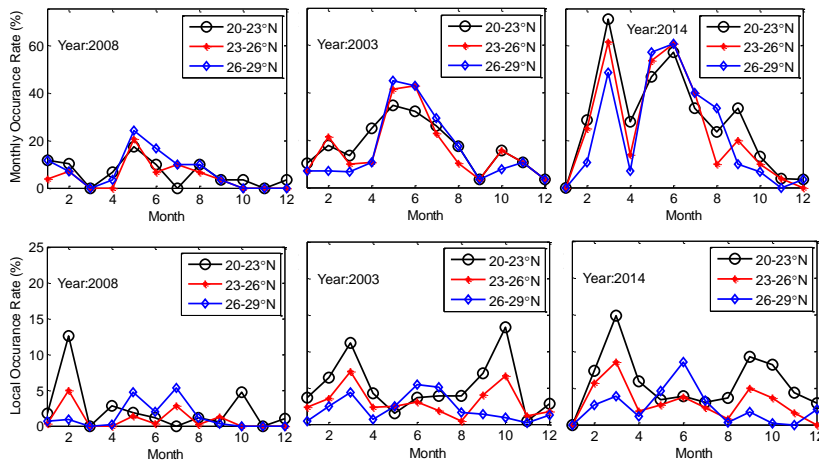 Monthly Occurance Rate (%)
60
40
20
0
Year:2008
20-23°N
23-26°N
26-29°N
2 4 6 8 10 12
Month
Year:2003
20-23°N
23-26°N
26-29°N
2 4 6 8 10 12
Month
Year:2014
20-23°N
23-26°N
26-29°N
2 4 6 8 10 12
Month
Local Occurance Rate (%)
25
20
15
10
5
0
Year:2008
20-23°N
23-26°N
26-29°N
2 4 6 8 10 12
Month
Year:2003
20-23°N
23-26°N
26-29°N
2 4 6 8 10 12
Month
Year:2014
20-23°N
23-26°N
26-29°N
2 4 6 8 10 12
Month